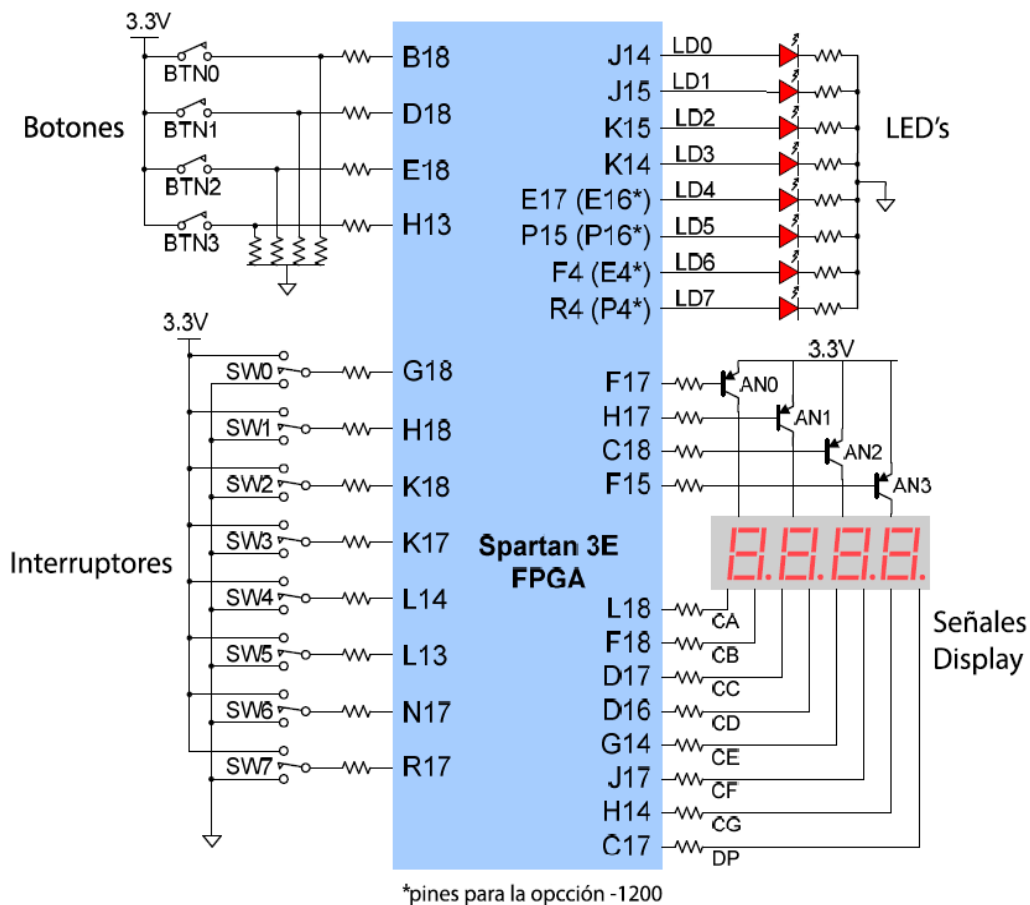 3.3V
BTN0
BTN1
BTN2
BTN3
Botones
B18
D18
E18
H13
J14
J15
K15
K14
E17 (E16*)
P15 (P16*)
F4 (E4*)
R4 (P4*)
LD0
LD1
LD2
LD3
LD4
LD5
LD6
LD7
LED's
3.3V
SW0
SW1
SW2
SW3
SW4
SW5
SW6
SW7
Interruptores
G18
H18
K18
K17
L14
L13
N17
R17
Spartan 3E
FPGA
3.3V
F17
H17
C18
F15
AN0
AN1
AN2
AN3
8.8.8.8.
L18
F18
D17
D16
G14
J17
H14
C17
CA
CB
CC
CD
CE
CF
CG
DP
Señales
Display
*pines para la opcción -1200